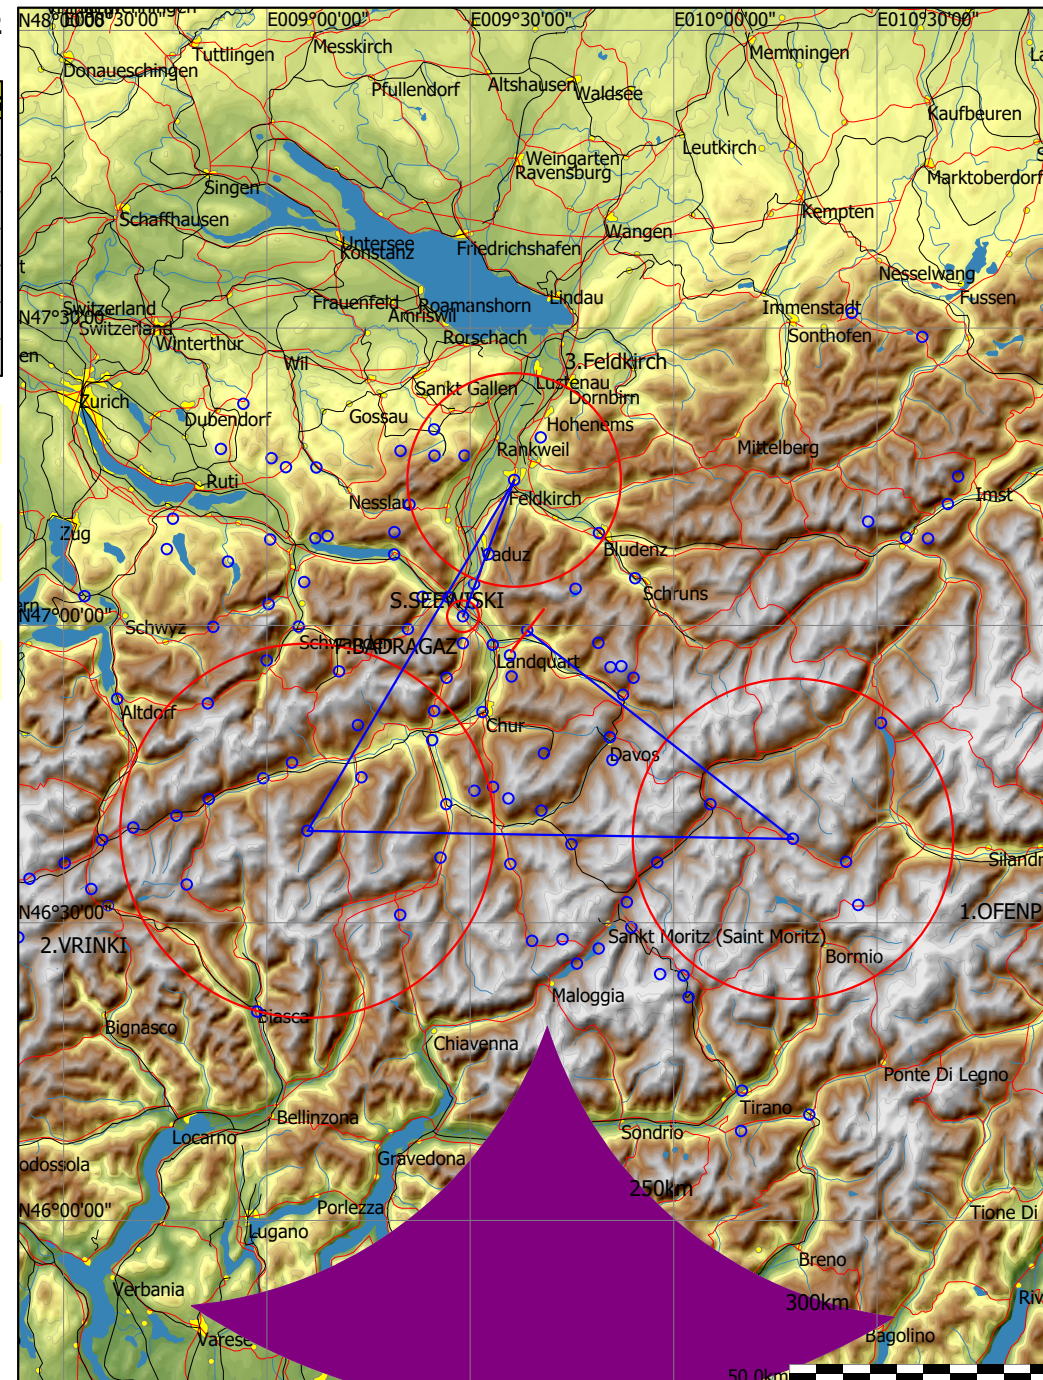 N48°00'00"
E009°00'00"
E009°30'00"
E010°00'00"
E010°30'00"
Tuttlingen
Messkirch
Memmingen
Donaueschingen
Pfullendorf
Altshausen
Waldsee
Kaufbeuren
Leutkirch
Weingarten
Ravensburg
Marktoberdorf
Singen
Schaffhausen
Kempten
Wangen
Untersee
Konstanz
Friedrichshafen
Nesselwang
Fussen
Switzerland
Frauenfeld
Roamanshorn
Lindau
Immenstadt
N47°30'00"
Switzerland
Amriswil
Sonthofen
Winterthur
Rorschach
Wil
3.Feldkirch
Sankt Gallen
Lustenau
Dornbirn
Zurich
Dubendorf
Gossau
Hohenems
Mittelberg
Rankweil
Ruti
Nesslau
Feldkirch
Imst
Zug
Vaduz
Bludenz
Schruns
S.SEEWISKI
N47°00'00"
Schwyz
Schwanden
F.BADRAGAZ
Landquart
Altdorf
Chur
Davos
N46°30'00"
1.OFENP
2.VRINKI
Sankt Moritz (Saint Moritz)
Bormio
Maloggia
Biasca
Bignasco
Chiavenna
Ponte Di Legno
Bellinzona
Tirano
Locarno
Sondrio
odossola
Gravedona
250km
N46°00'00"
Porlezza
Lugano
Tione Di
Breno
Verbania
300km
Riv
Varese
Bagolino
50.0km